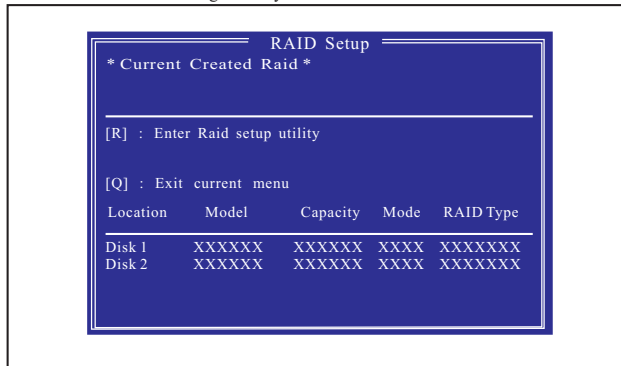 RAID Setup
* Current Created Raid *
[R] : Enter Raid setup utility
[Q] : Exit current menu
Location Model Capacity Mode RAID Type
Disk 1 XXXXXX XXXXXX XXXX XXXXXXX
Disk 2 XXXXXX XXXXXX XXXX XXXXXXX